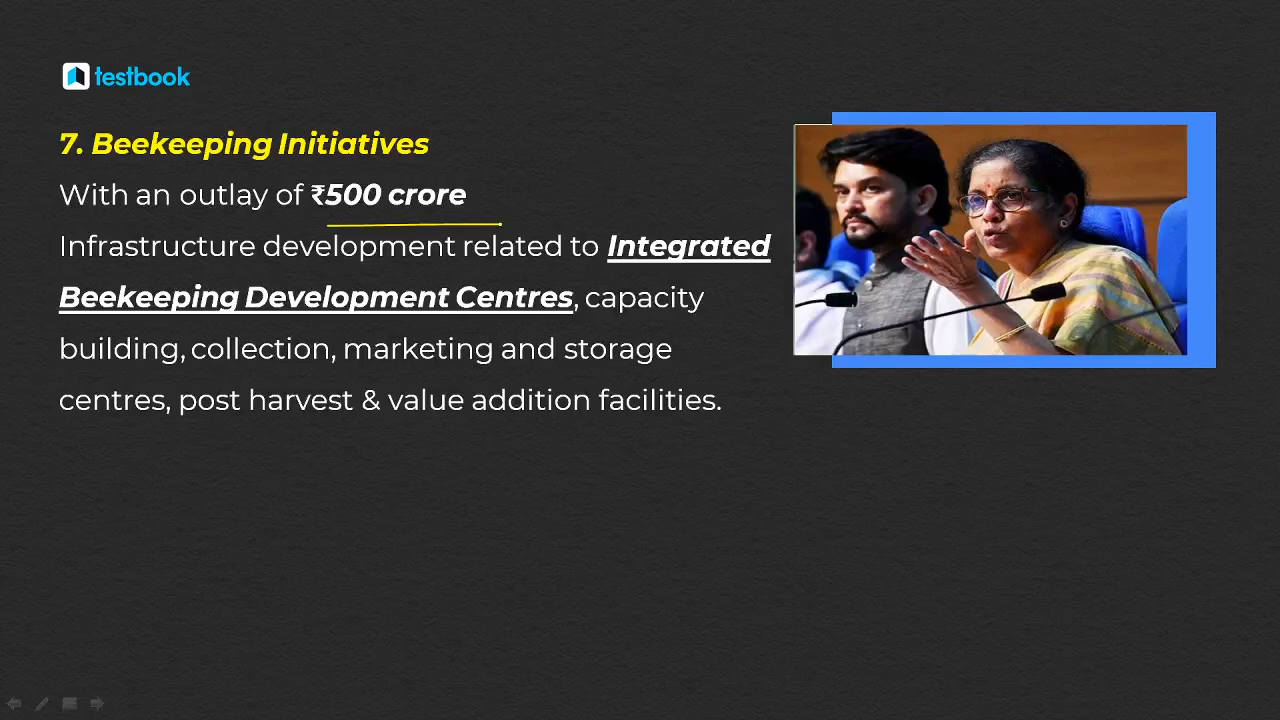 testbook
7. Beekeeping Initiatives
With an outlay of ₹500 crore
Infrastructure development related to Integrated
Beekeeping Development Centres, capacity
building, collection, marketing and storage
centres, post harvest & value addition facilities.